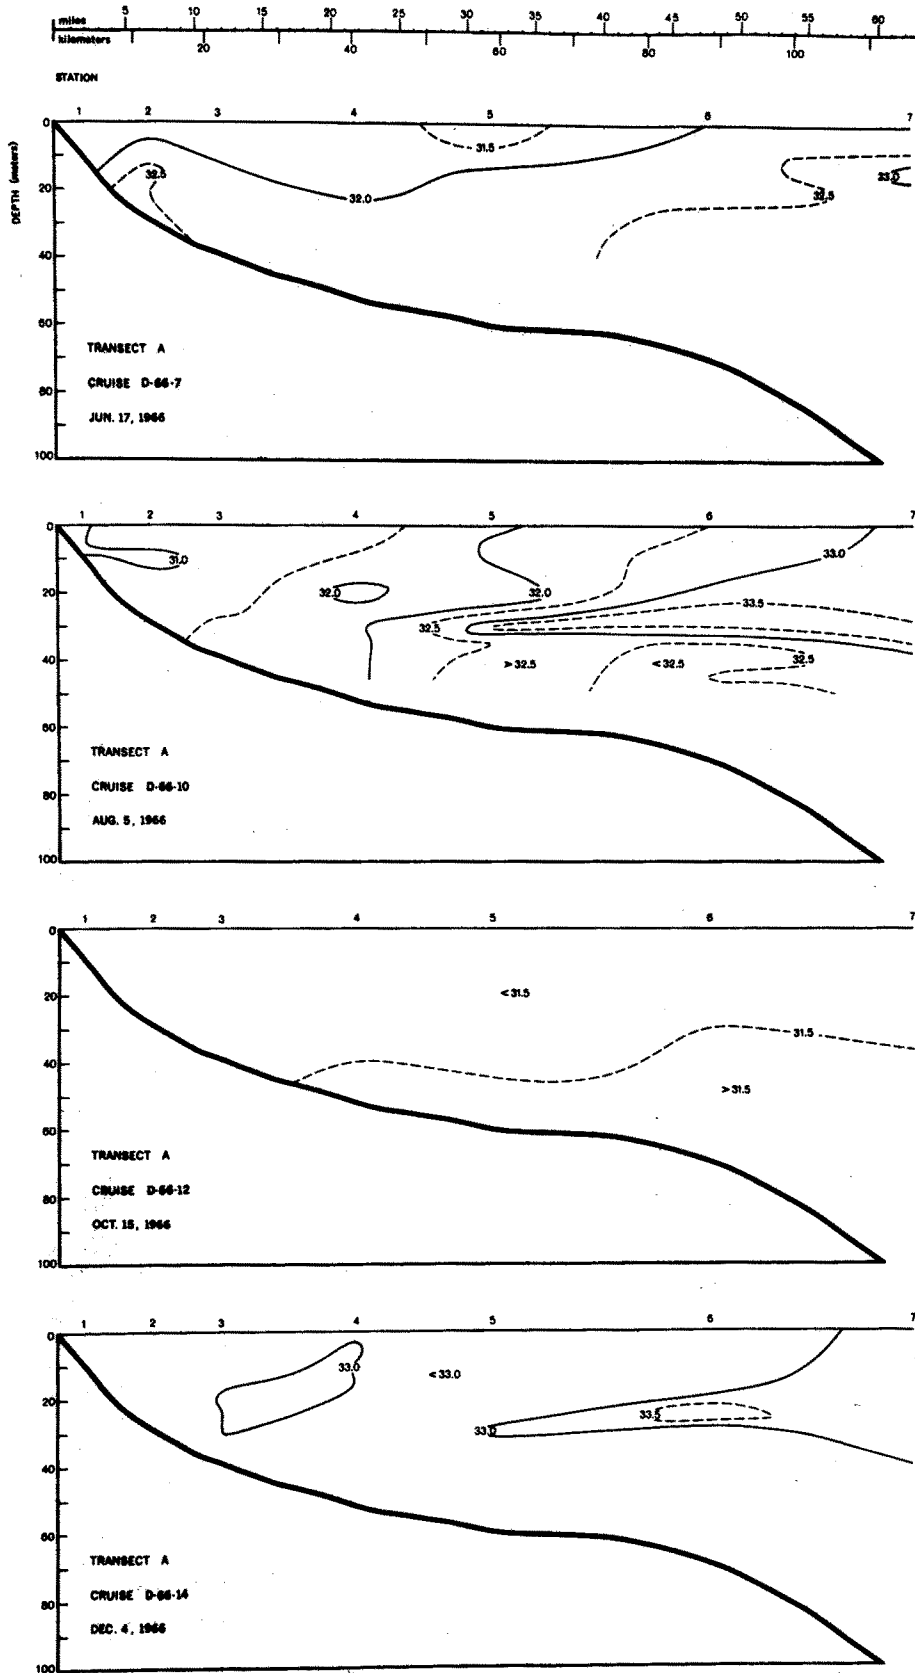 miles 5 10 15 20 25 30 35 40 45 50 55 60
kilometers 20 40 60 80 100
STATION
1 2 3 4 5 6 7
DEPTH (meters)
0
20
40
60
80
100
31.5
32.5
32.0
32.5
33.0
TRANSECT A
CRUISE D-66-7
JUN. 17, 1966
1 2 3 4 5 6 7
0
20
40
60
80
100
31.0
32.0
32.0
33.0
33.5
32.5
>32.5
<32.5
32.5
TRANSECT A
CRUISE D-66-10
AUG. 5, 1966
1 2 3 4 5 6 7
0
20
40
60
80
100
<31.5
31.5
>31.5
TRANSECT A
CRUISE D-66-12
OCT. 15, 1966
1 2 3 4 5 6 7
0
20
40
60
80
100
33.0
<33.0
33.5
33.0
TRANSECT A
CRUISE D-66-14
DEC. 4, 1966